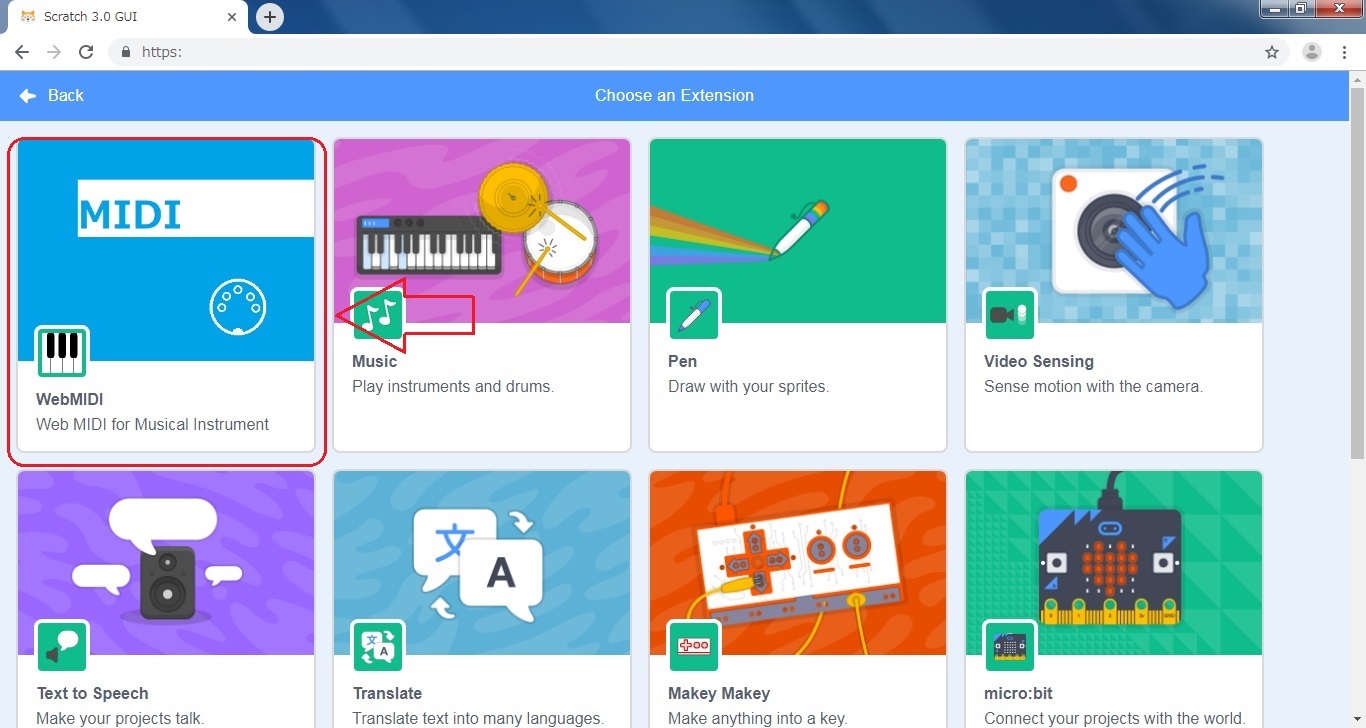 Scratch 3.0 GUI
https:
Back
Choose an Extension
MIDI
WebMIDI
Web MIDI for Musical Instrument
Music
Play instruments and drums.
Pen
Draw with your sprites.
Video Sensing
Sense motion with the camera.
文
A
文
A
Text to Speech
Make your projects talk.
Translate
Translate text into many languages.
Makey Makey
Make anything into a key.
micro:bit
Connect your projects with the world.